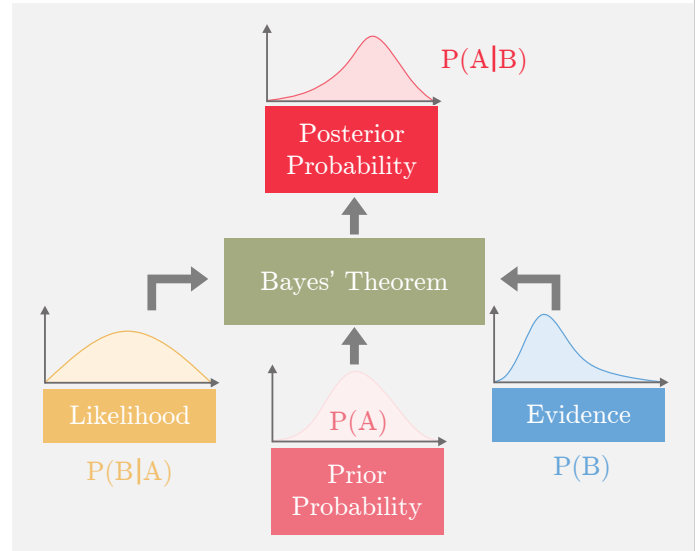 P(A|B)
Posterior
Probability
Bayes' Theorem
Likelihood
P(B|A)
P(A)
Prior
Probability
Evidence
P(B)